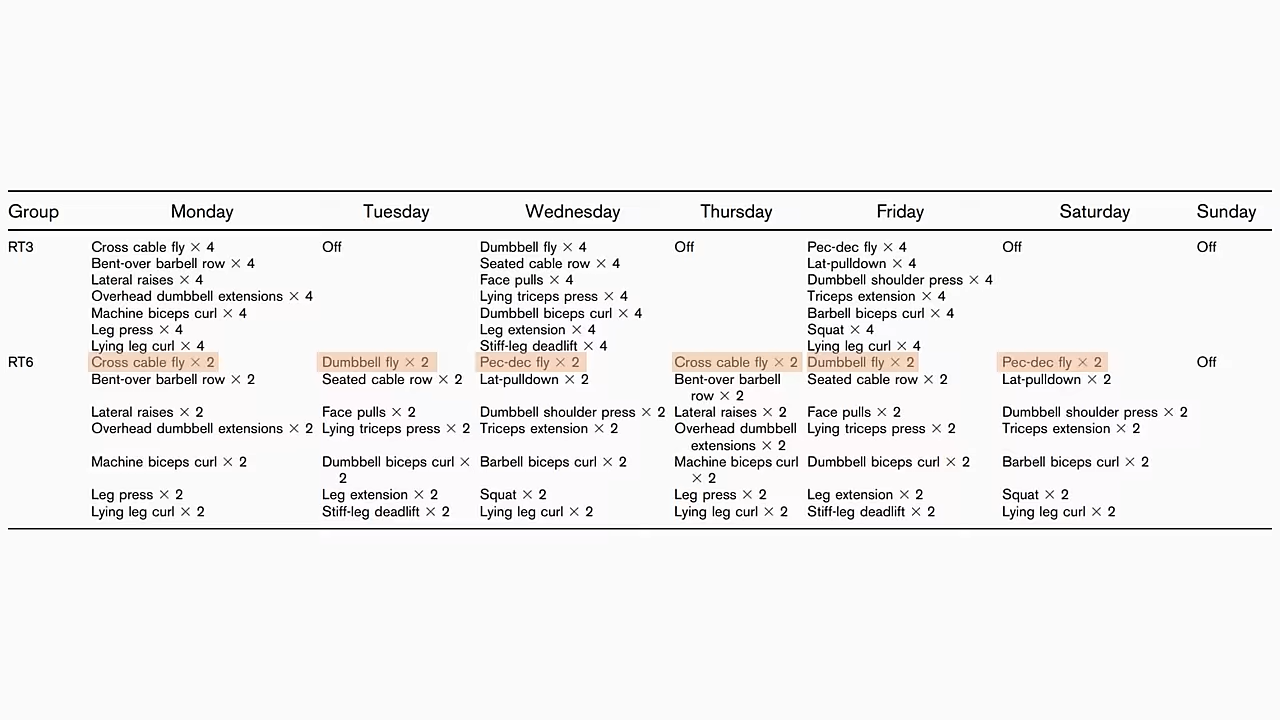 Group Monday Tuesday Wednesday Thursday Friday Saturday Sunday
RT3 Cross cable fly × 4 Off Dumbbell fly × 4 Off Pec-dec fly × 4 Off Off
Bent-over barbell row × 4 Seated cable row × 4 Lat-pulldown × 4
Lateral raises × 4 Face pulls × 4 Dumbbell shoulder press × 4
Overhead dumbbell extensions × 4 Lying triceps press × 4 Triceps extension × 4
Machine biceps curl × 4 Dumbbell biceps curl × 4 Barbell biceps curl × 4
Leg press × 4 Leg extension × 4 Squat × 4
Lying leg curl × 4 Stiff-leg deadlift × 4 Lying leg curl × 4
RT6 Cross cable fly × 2 Dumbbell fly × 2 Pec-dec fly × 2 Cross cable fly × 2 Dumbbell fly × 2 Pec-dec fly × 2 Off
Bent-over barbell row × 2 Seated cable row × 2 Lat-pulldown × 2 Bent-over barbell Seated cable row × 2 Lat-pulldown × 2
row × 2
Lateral raises × 2 Face pulls × 2 Dumbbell shoulder press × 2 Lateral raises × 2 Face pulls × 2 Dumbbell shoulder press × 2
Overhead dumbbell extensions × 2 Lying triceps press × 2 Triceps extension × 2 Overhead dumbbell Lying triceps press × 2 Triceps extension × 2
extensions × 2
Machine biceps curl × 2 Dumbbell biceps curl × Barbell biceps curl × 2 Machine biceps curl Dumbbell biceps curl × 2 Barbell biceps curl × 2
2 × 2
Leg press × 2 Leg extension × 2 Squat × 2 Leg press × 2 Leg extension × 2 Squat × 2
Lying leg curl × 2 Stiff-leg deadlift × 2 Lying leg curl × 2 Lying leg curl × 2 Stiff-leg deadlift × 2 Lying leg curl × 2